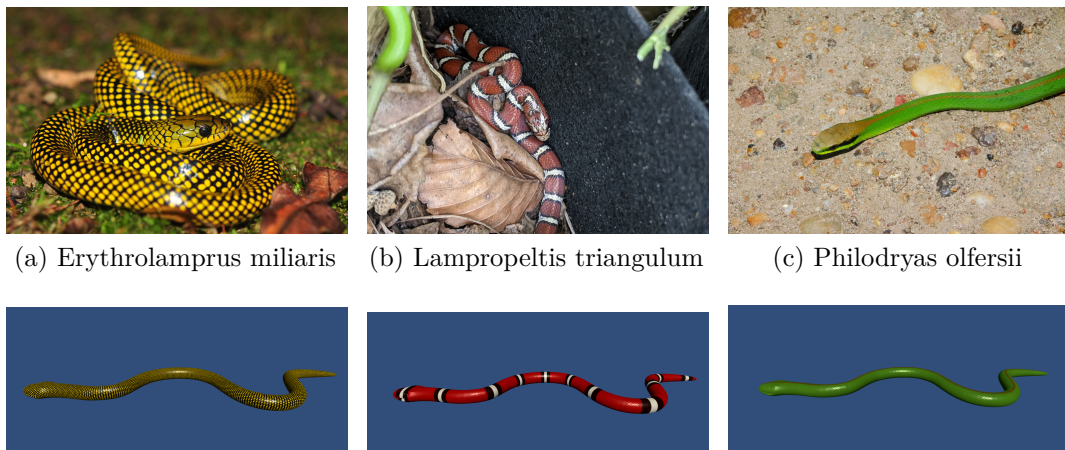 (a) Erythrolamprus miliaris
(b) Lampropeltis triangulum
(c) Philodryas olfersii